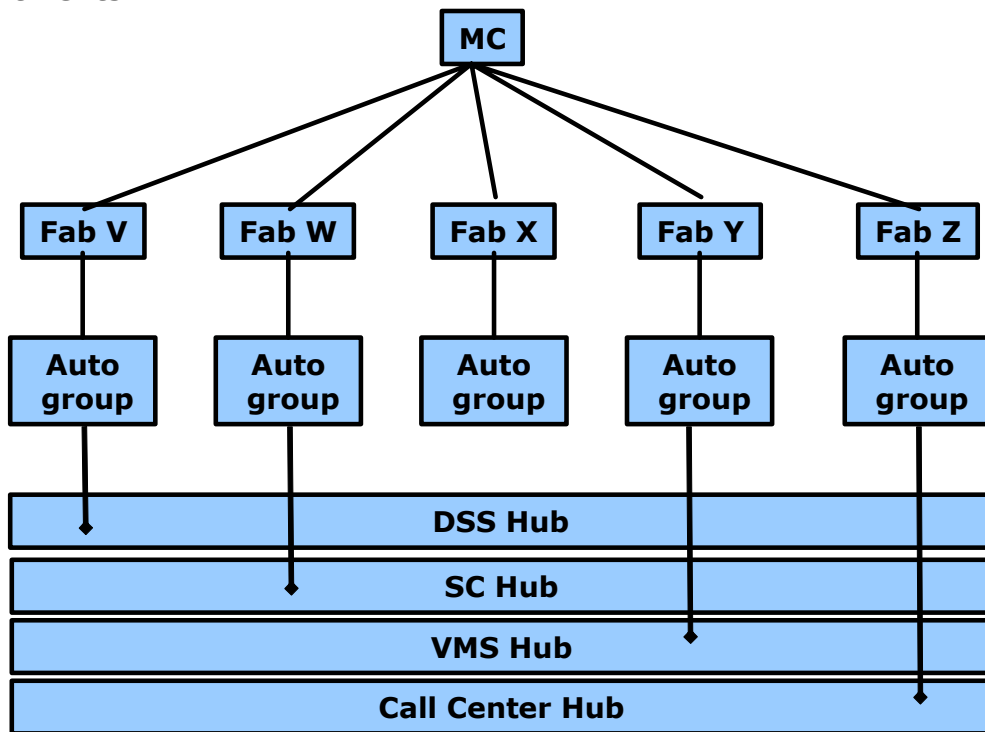 MC
Fab V
Fab W
Fab X
Fab Y
Fab Z
Auto
group
Auto
group
Auto
group
Auto
group
Auto
group
DSS Hub
SC Hub
VMS Hub
Call Center Hub